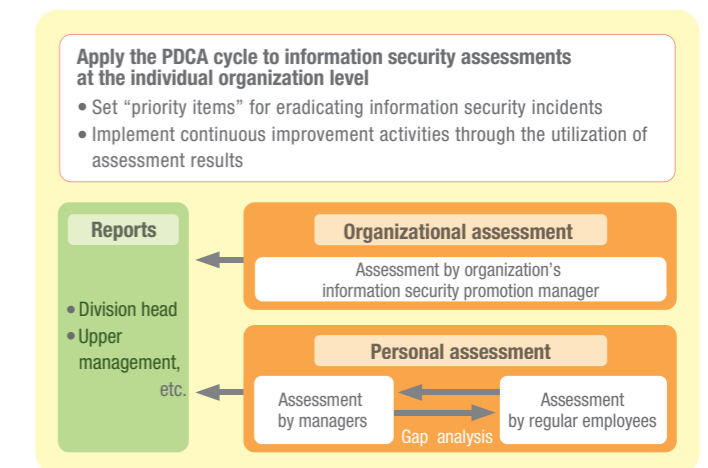 Apply the PDCA cycle to information security assessments
at the individual organization level
• Set “priority items” for eradicating information security incidents
• Implement continuous improvement activities through the utilization of
assessment results
Reports
• Division head
• Upper
management,
etc.
Organizational assessment
Assessment by organization’s
information security promotion manager
Personal assessment
Assessment
by managers
Gap analysis
Assessment
by regular employees